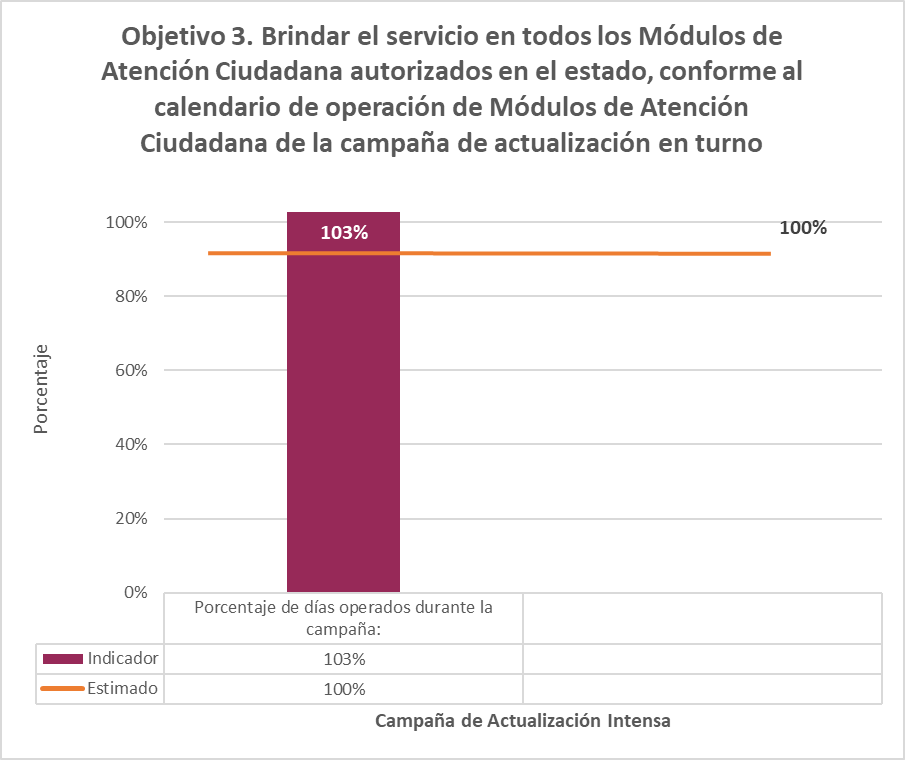 Objetivo 3. Brindar el servicio en todos los Módulos de
Atención Ciudadana autorizados en el estado, conforme al
calendario de operación de Módulos de Atención
Ciudadana de la campaña de actualización en turno
100%
80%
60%
40%
20%
0%
Porcentaje
103%
100%
Porcentaje de días operados durante la
campaña:
Indicador 103%
Estimado 100%
Campaña de Actualización Intensa